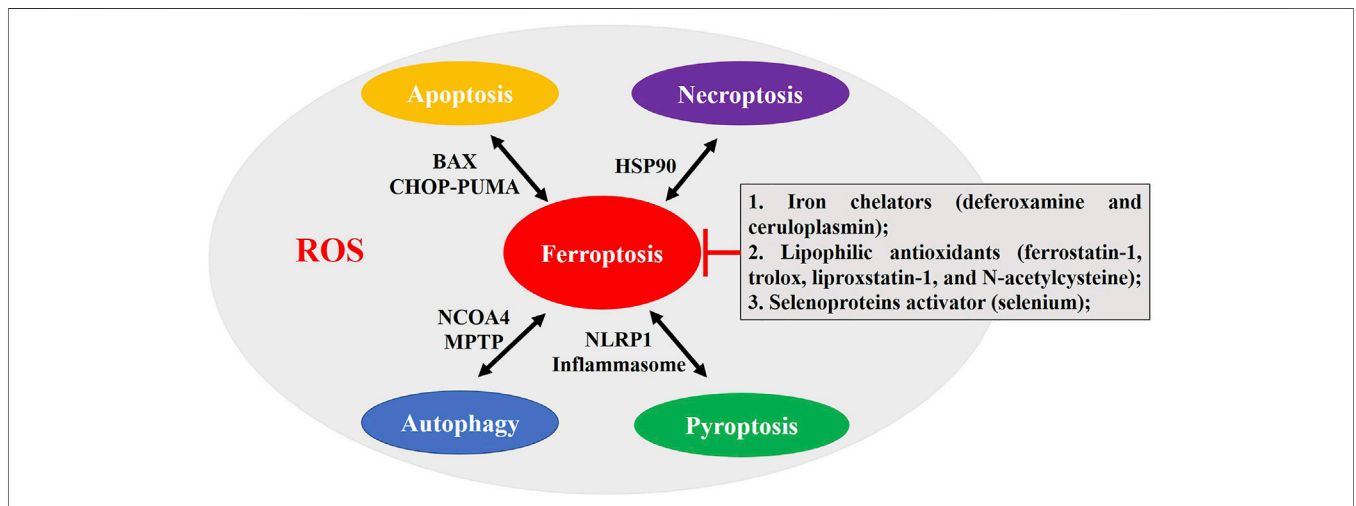 Apoptosis
Necroptosis
BAX
CHOP-PUMA
HSP90
1. Iron chelators (deferoxamine and
ceruloplasmin);
2. Lipophilic antioxidants (ferrostatin-1,
trolox, liproxstatin-1, and N-acetylcysteine);
3. Selenoproteins activator (selenium);
ROS
Ferroptosis
NCOA4
MPTP
NLRP1
Inflammasome
Autophagy
Pyroptosis